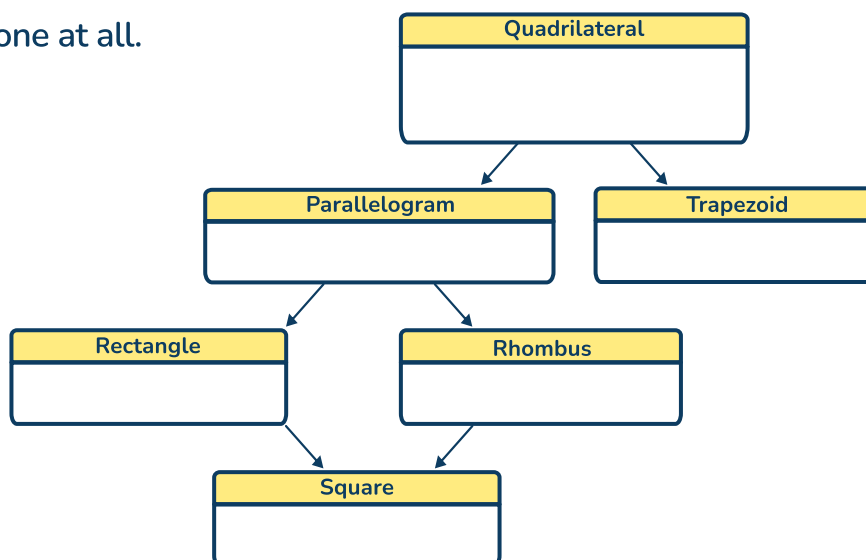 one at all.
Quadrilateral
Parallelogram
Trapezoid
Rectangle
Rhombus
Square